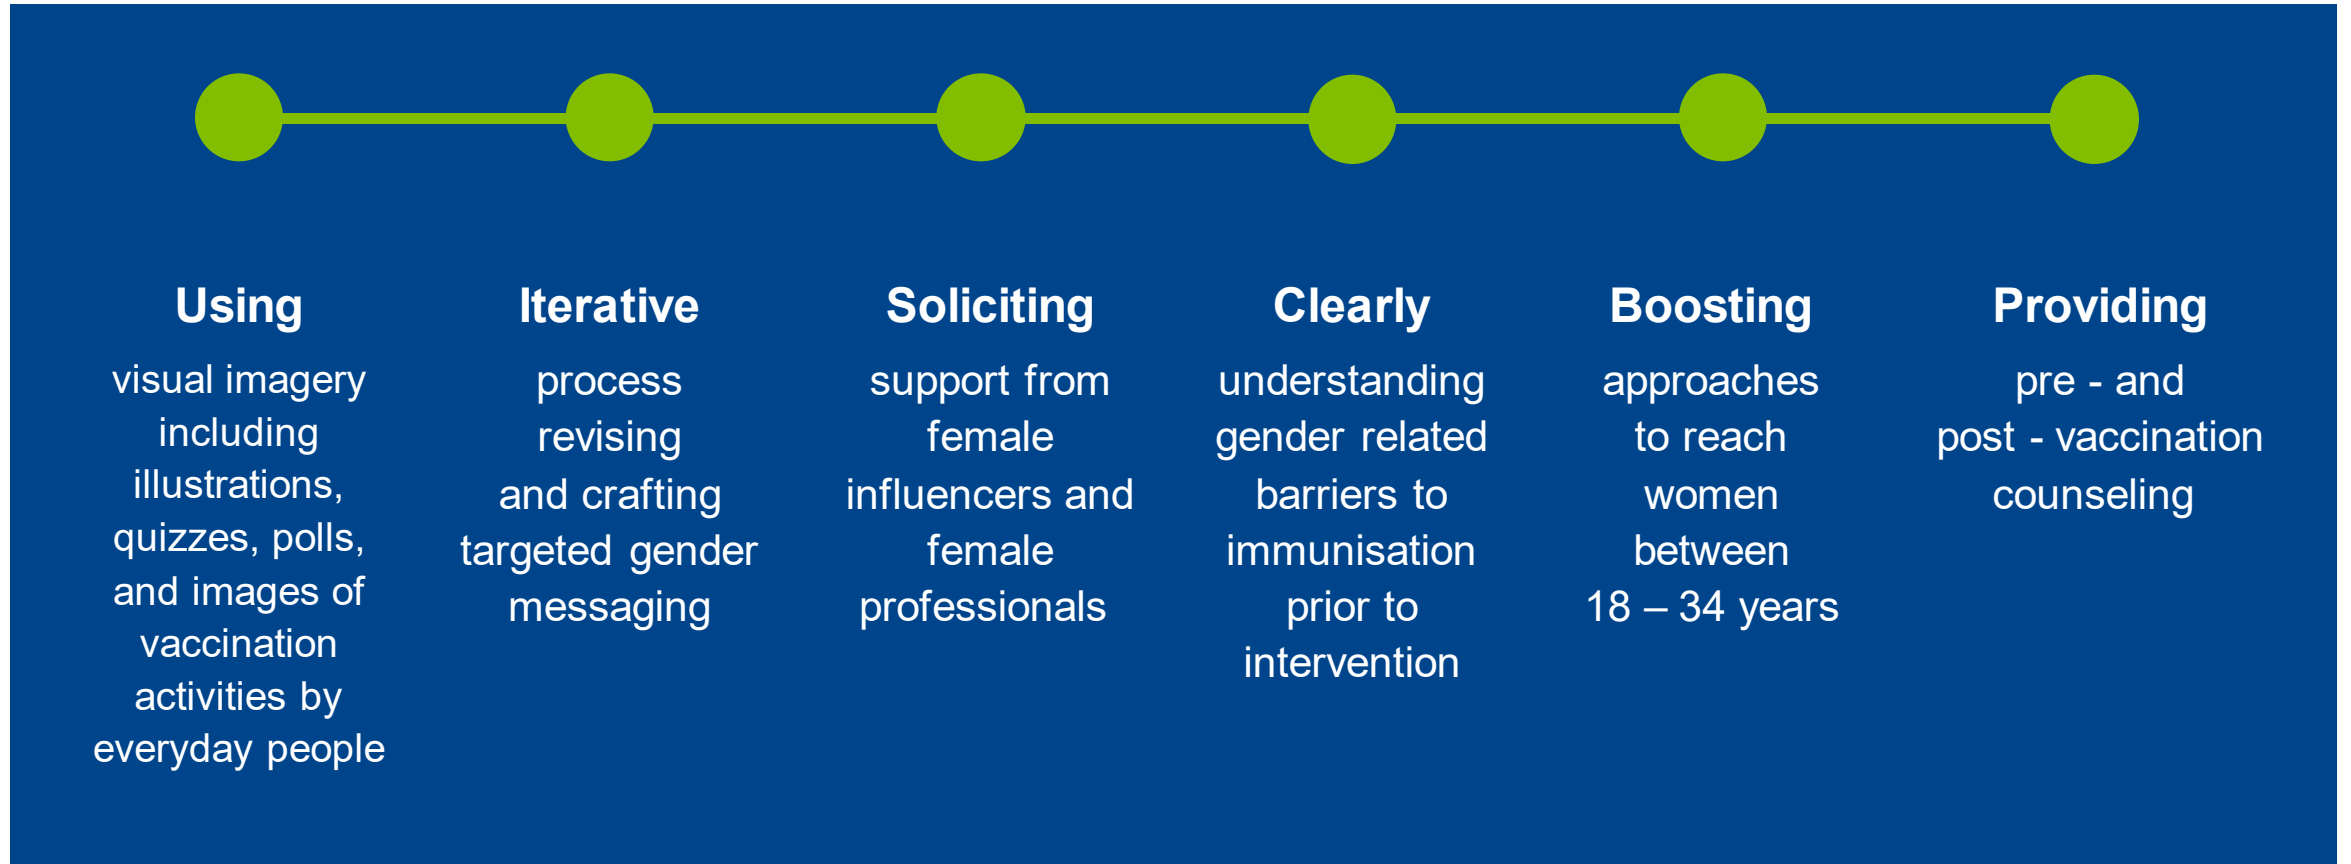 Using
visual imagery
including
illustrations,
quizzes, polls,
and images of
vaccination
activities by
everyday people
Iterative
process
revising
and crafting
targeted gender
messaging
Soliciting
support from
female
influencers and
female
professionals
Clearly
understanding
gender related
barriers to
immunisation
prior to
intervention
Boosting
approaches
to reach
women
between
18 – 34 years
Providing
pre - and
post - vaccination
counseling